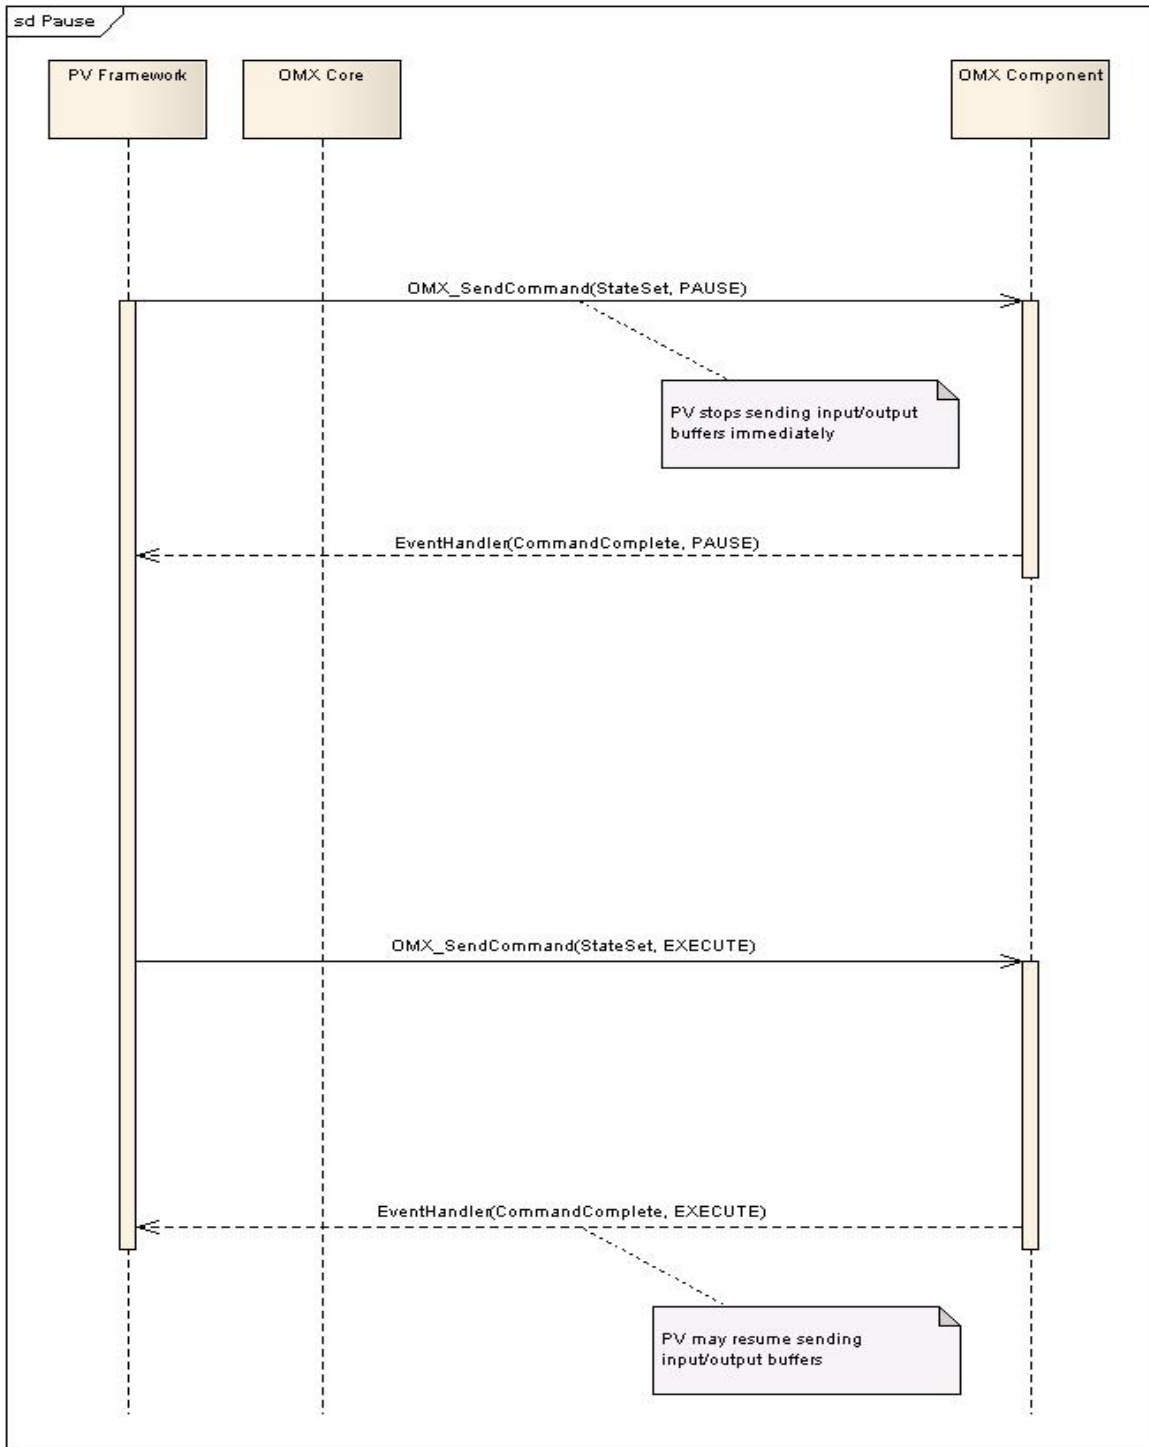 sd Pause
PV Framework
OMX Core
OMX Component
OMX_SendCommand(StateSet, PAUSE)
PV stops sending input/output
buffers immediately
EventHandler(CommandComplete, PAUSE)
OMX_SendCommand(StateSet, EXECUTE)
EventHandler(CommandComplete, EXECUTE)
PV may resume sending
input/output buffers